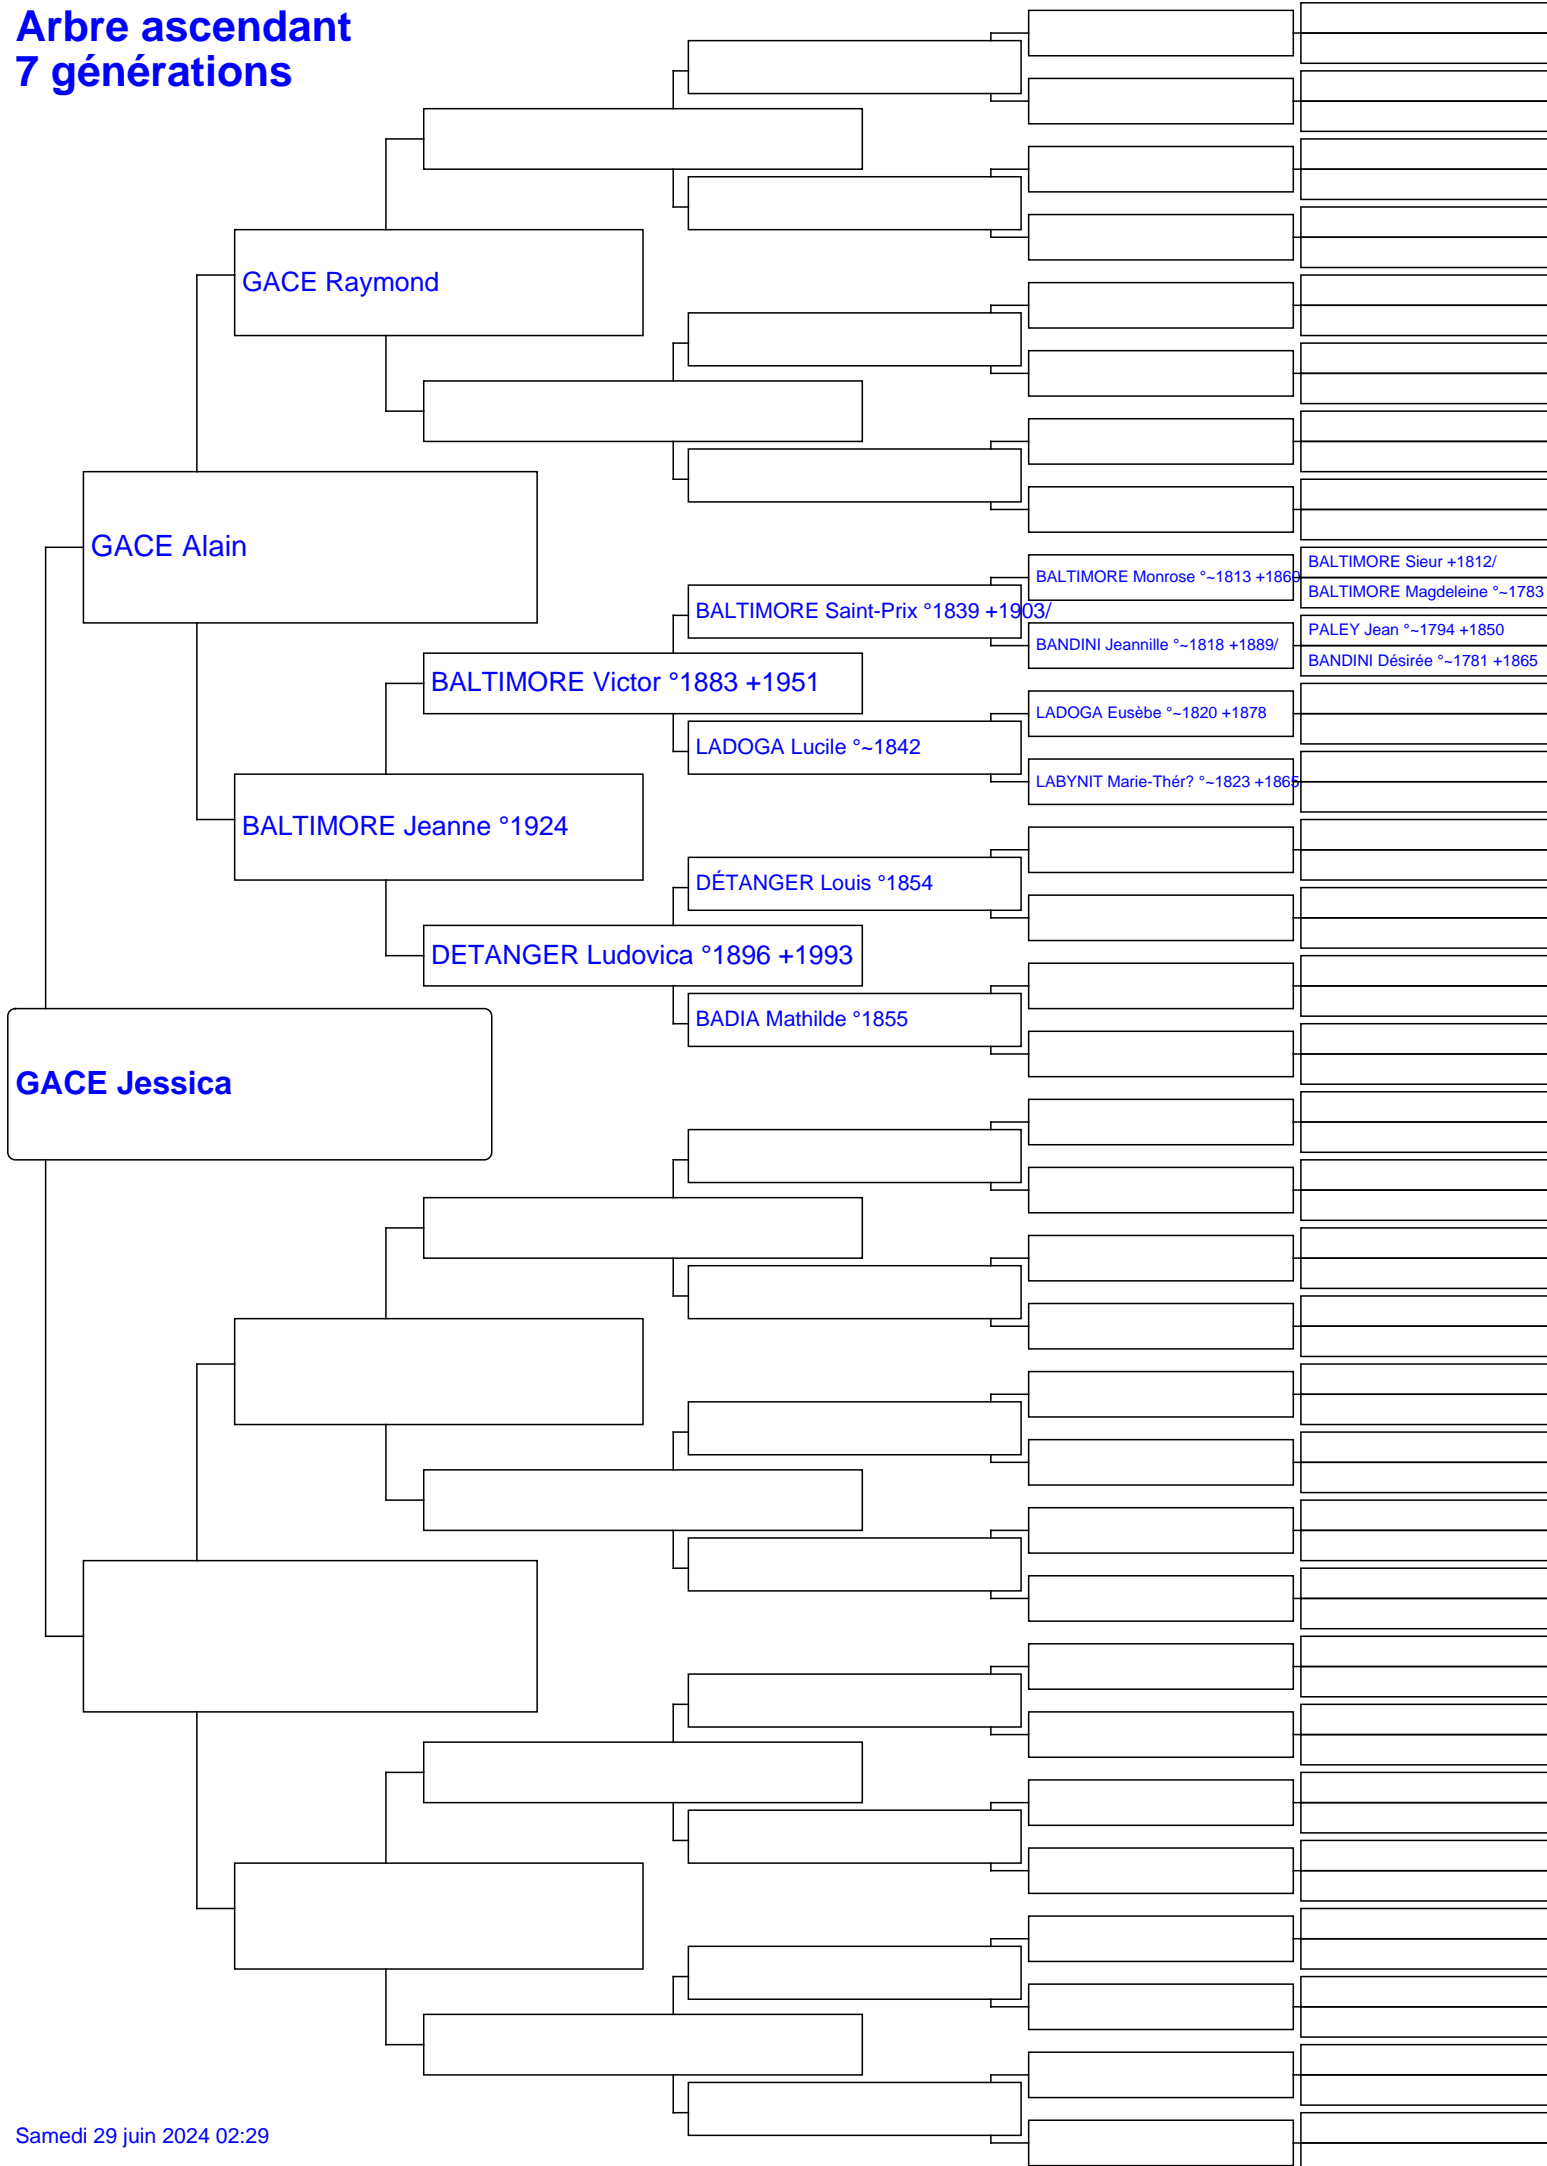 Arbre ascendant
7 générations
GACE Raymond
GACE Alain
BALTIMORE Sieur +1812/
BALTIMORE Monrose °~1813 +1860
BALTIMORE Magdeleine °~1783
BALTIMORE Saint-Prix °1839 +1903/
PALEY Jean °~1794 +1850
BANDINI Jeannille °~1818 +1889/
BANDINI Désirée °~1781 +1865
BALTIMORE Victor °1883 +1951
LADOGA Eusèbe °~1820 +1878
LADOGA Lucile °~1842
LABYNIT Marie-Thér? °~1823 +1865
BALTIMORE Jeanne °1924
DÉTANGER Louis °1854
DETANGER Ludovica °1896 +1993
BADIA Mathilde °1855
GACE Jessica
Samedi 29 juin 2024 02:29